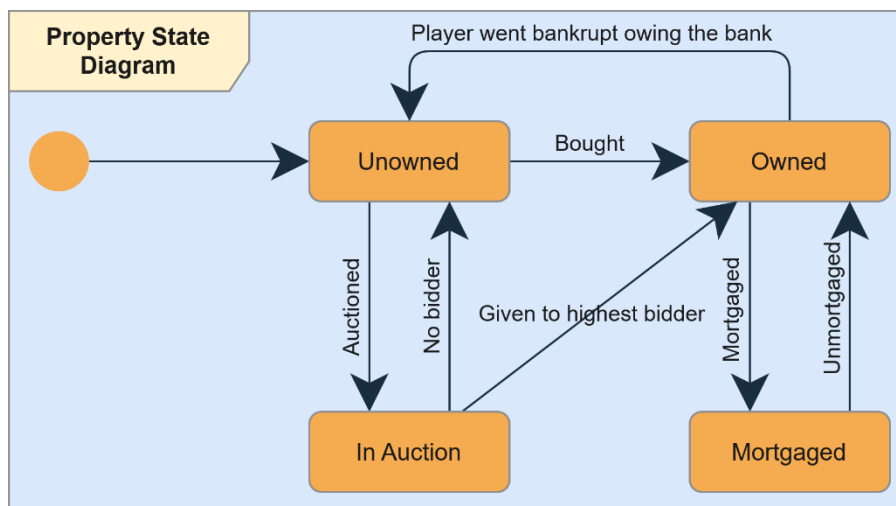 Property State
Diagram
Player went bankrupt owing the bank
Unowned
Bought
Owned
Auctioned
No bidder
Given to highest bidder
Mortgaged
Unmortgaged
In Auction
Mortgaged